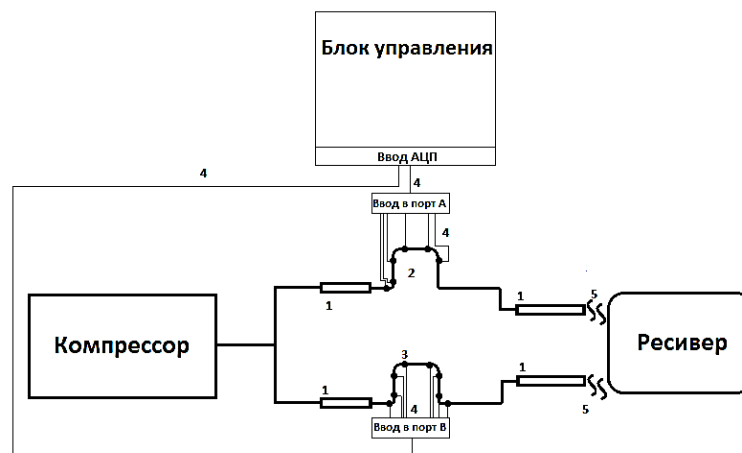 Блок управления
Ввод АЦП
4
4
Ввод в порт А
4
2
1
1
5
Компрессор
Ресивер
3
1
1
4
5
Ввод в порт В